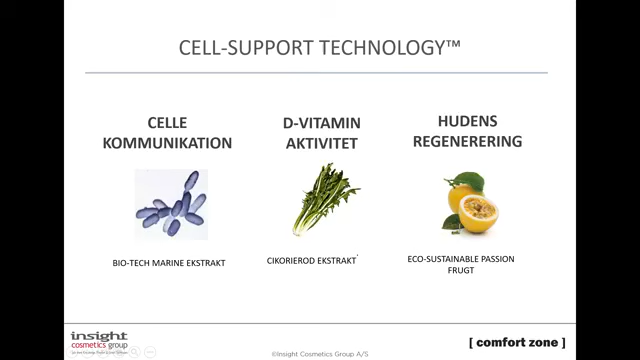 CELL-SUPPORT TECHNOLOGY™
CELLE
KOMMUNIKATION
D-VITAMIN
AKTIVITET
HUDENS
REGENERERING
BIO-TECH MARINE EKSTRAKT
CIKORIEROD EKSTRAKT
ECO-SUSTAINABLE PASSION
FRUGT
insight
cosmetics group
©Insight Cosmetics Group A/S
[ comfort zone ]